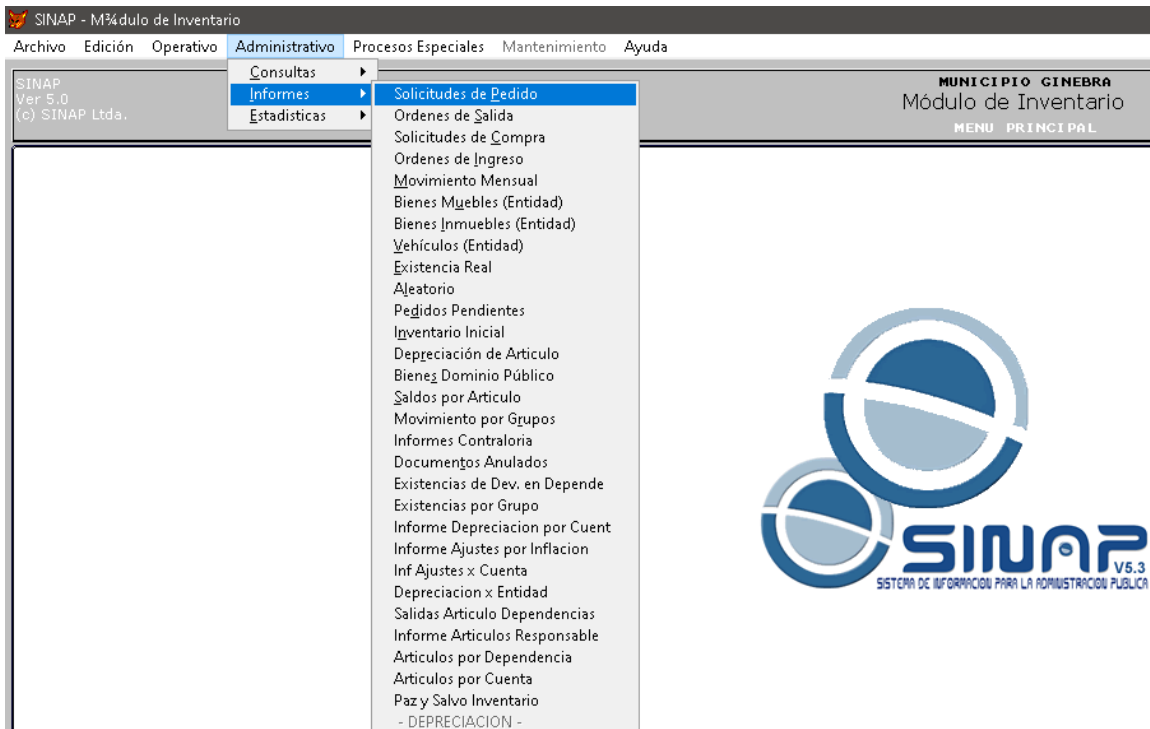 SINAP - M¾dulo de Inventario
Archivo Edición Operativo Administrativo Procesos Especiales Mantenimiento Ayuda
SINAP
Ver 5.0
(c) SINAP Ltda.
MUNICIPIO GINEBRA
Módulo de Inventario
MENU PRINCIPAL
Consultas
Informes
Estadisticas
Solicitudes de Pedido
Ordenes de Salida
Solicitudes de Compra
Ordenes de Ingreso
Movimiento Mensual
Bienes Muebles (Entidad)
Bienes Inmuebles (Entidad)
Vehículos (Entidad)
Existencia Real
Aleatorio
Pedidos Pendientes
Inventario Inicial
Depreciación de Articulo
Bienes Dominio Público
Saldos por Articulo
Movimiento por Grupos
Informes Contraloria
Documentos Anulados
Existencias de Dev. en Depende
Existencias por Grupo
Informe Depreciacion por Cuent
Informe Ajustes por Inflacion
Inf Ajustes x Cuenta
Depreciacion x Entidad
Salidas Articulo Dependencias
Informe Articulos Responsable
Articulos por Dependencia
Articulos por Cuenta
Paz y Salvo Inventario
- DEPRECIACION -
SINAP
V5.3
SISTEMA DE INFORMACION PARA LA ADMINISTRACION PUBLICA